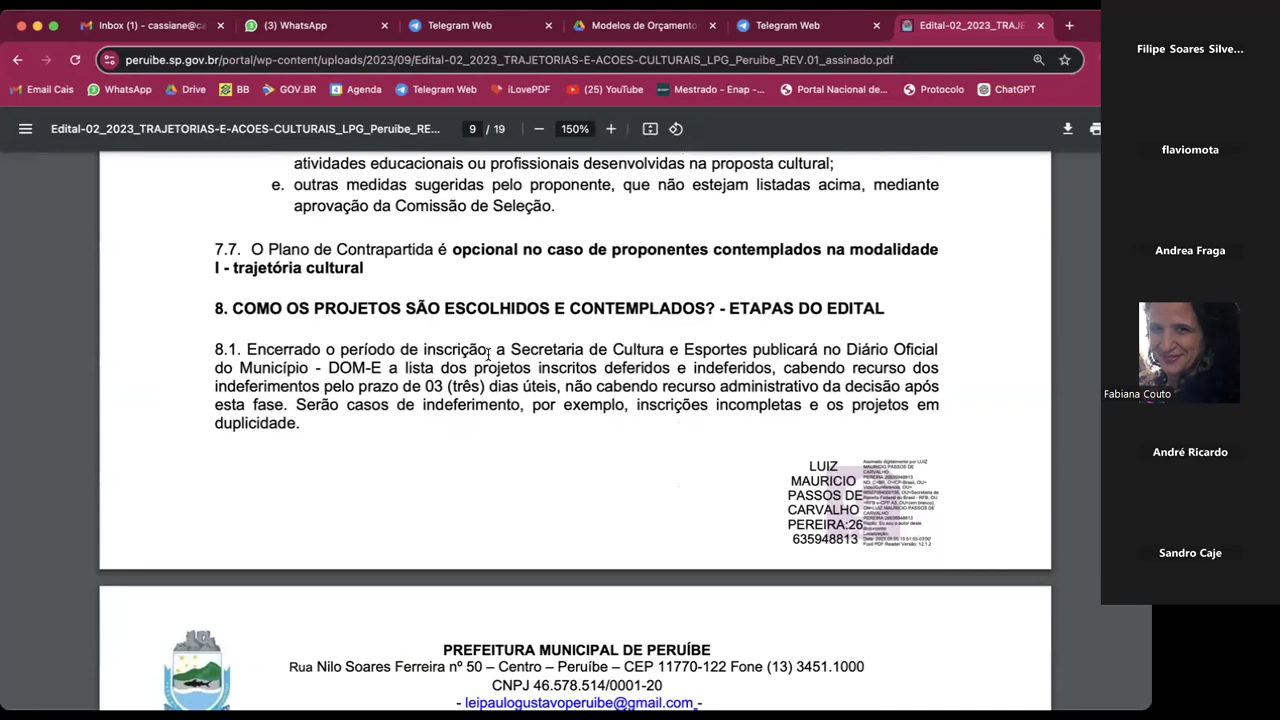 Inbox (1) - cassiane@ca
(3) WhatsApp
Telegram Web
Modelos de Orçamento
Telegram Web
Edital-02_2023_TRAJE
peruibe.sp.gov.br/portal/wp-content/uploads/2023/09/Edital-02_2023_TRAJETORIAS-E-ACOES-CULTURAIS_LPG_Peruibe_REV.01_assinado.pdf
Email Cais
WhatsApp
Drive
BB
GOV.BR
Agenda
Telegram Web
iLovePDF
(25) YouTube
Mestrado - Enap -...
Portal Nacional de...
Protocolo
ChatGPT
Edital-02_2023_TRAJETORIAS-E-ACOES-CULTURAIS_LPG_Peruibe_RE...
9 / 19
150%
atividades educacionais ou profissionais desenvolvidas na proposta cultural;
e. outras medidas sugeridas pelo proponente, que não estejam listadas acima, mediante
aprovação da Comissão de Seleção.
7.7. O Plano de Contrapartida é opcional no caso de proponentes contemplados na modalidade
I - trajetória cultural
8. COMO OS PROJETOS SÃO ESCOLHIDOS E CONTEMPLADOS? - ETAPAS DO EDITAL
8.1. Encerrado o período de inscrição, a Secretaria de Cultura e Esportes publicará no Diário Oficial
do Município - DOM-E a lista dos projetos inscritos deferidos e indeferidos, cabendo recurso dos
indeferimentos pelo prazo de 03 (três) dias úteis, não cabendo recurso administrativo da decisão após
esta fase. Serão casos de indeferimento, por exemplo, inscrições incompletas e os projetos em
duplicidade.
LUIZ
MAURICIO
PASSOS DE
CARVALHO
PEREIRA:26
635948813
Assinado digitalmente por LUIZ
MAURICIO PASSOS DE
CARVALHO
PREFEITURA MUNICIPAL DE PERUÍBE
Rua Nilo Soares Ferreira nº 50 – Centro – Peruíbe – CEP 11770-122 Fone (13) 3451.1000
CNPJ 46.578.514/0001-20
- leipaulogustavoperuibe@gmail.com -
Filipe Soares Silve...
flaviomota
Andrea Fraga
Fabiana Couto
André Ricardo
Sandro Caje